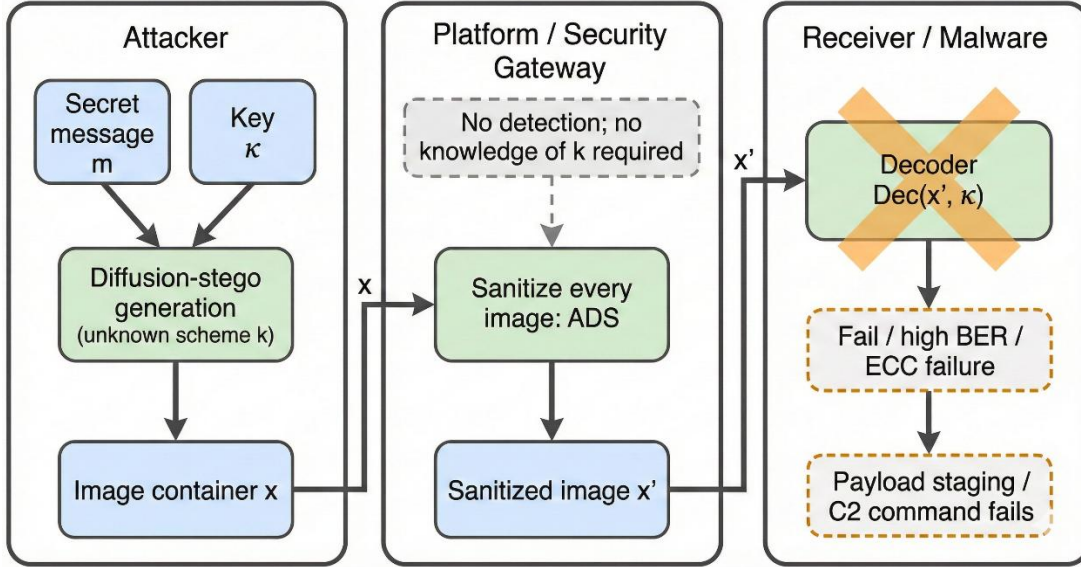 Attacker
Secret
message
m
Key
κ
Diffusion-stego
generation
(unknown scheme k)
Image container x
x
Platform / Security
Gateway
No detection; no
knowledge of k required
Sanitize every
image: ADS
Sanitized image x’
x’
Receiver / Malware
Decoder
Dec(x’, κ)
Fail / high BER /
ECC failure
Payload staging /
C2 command fails